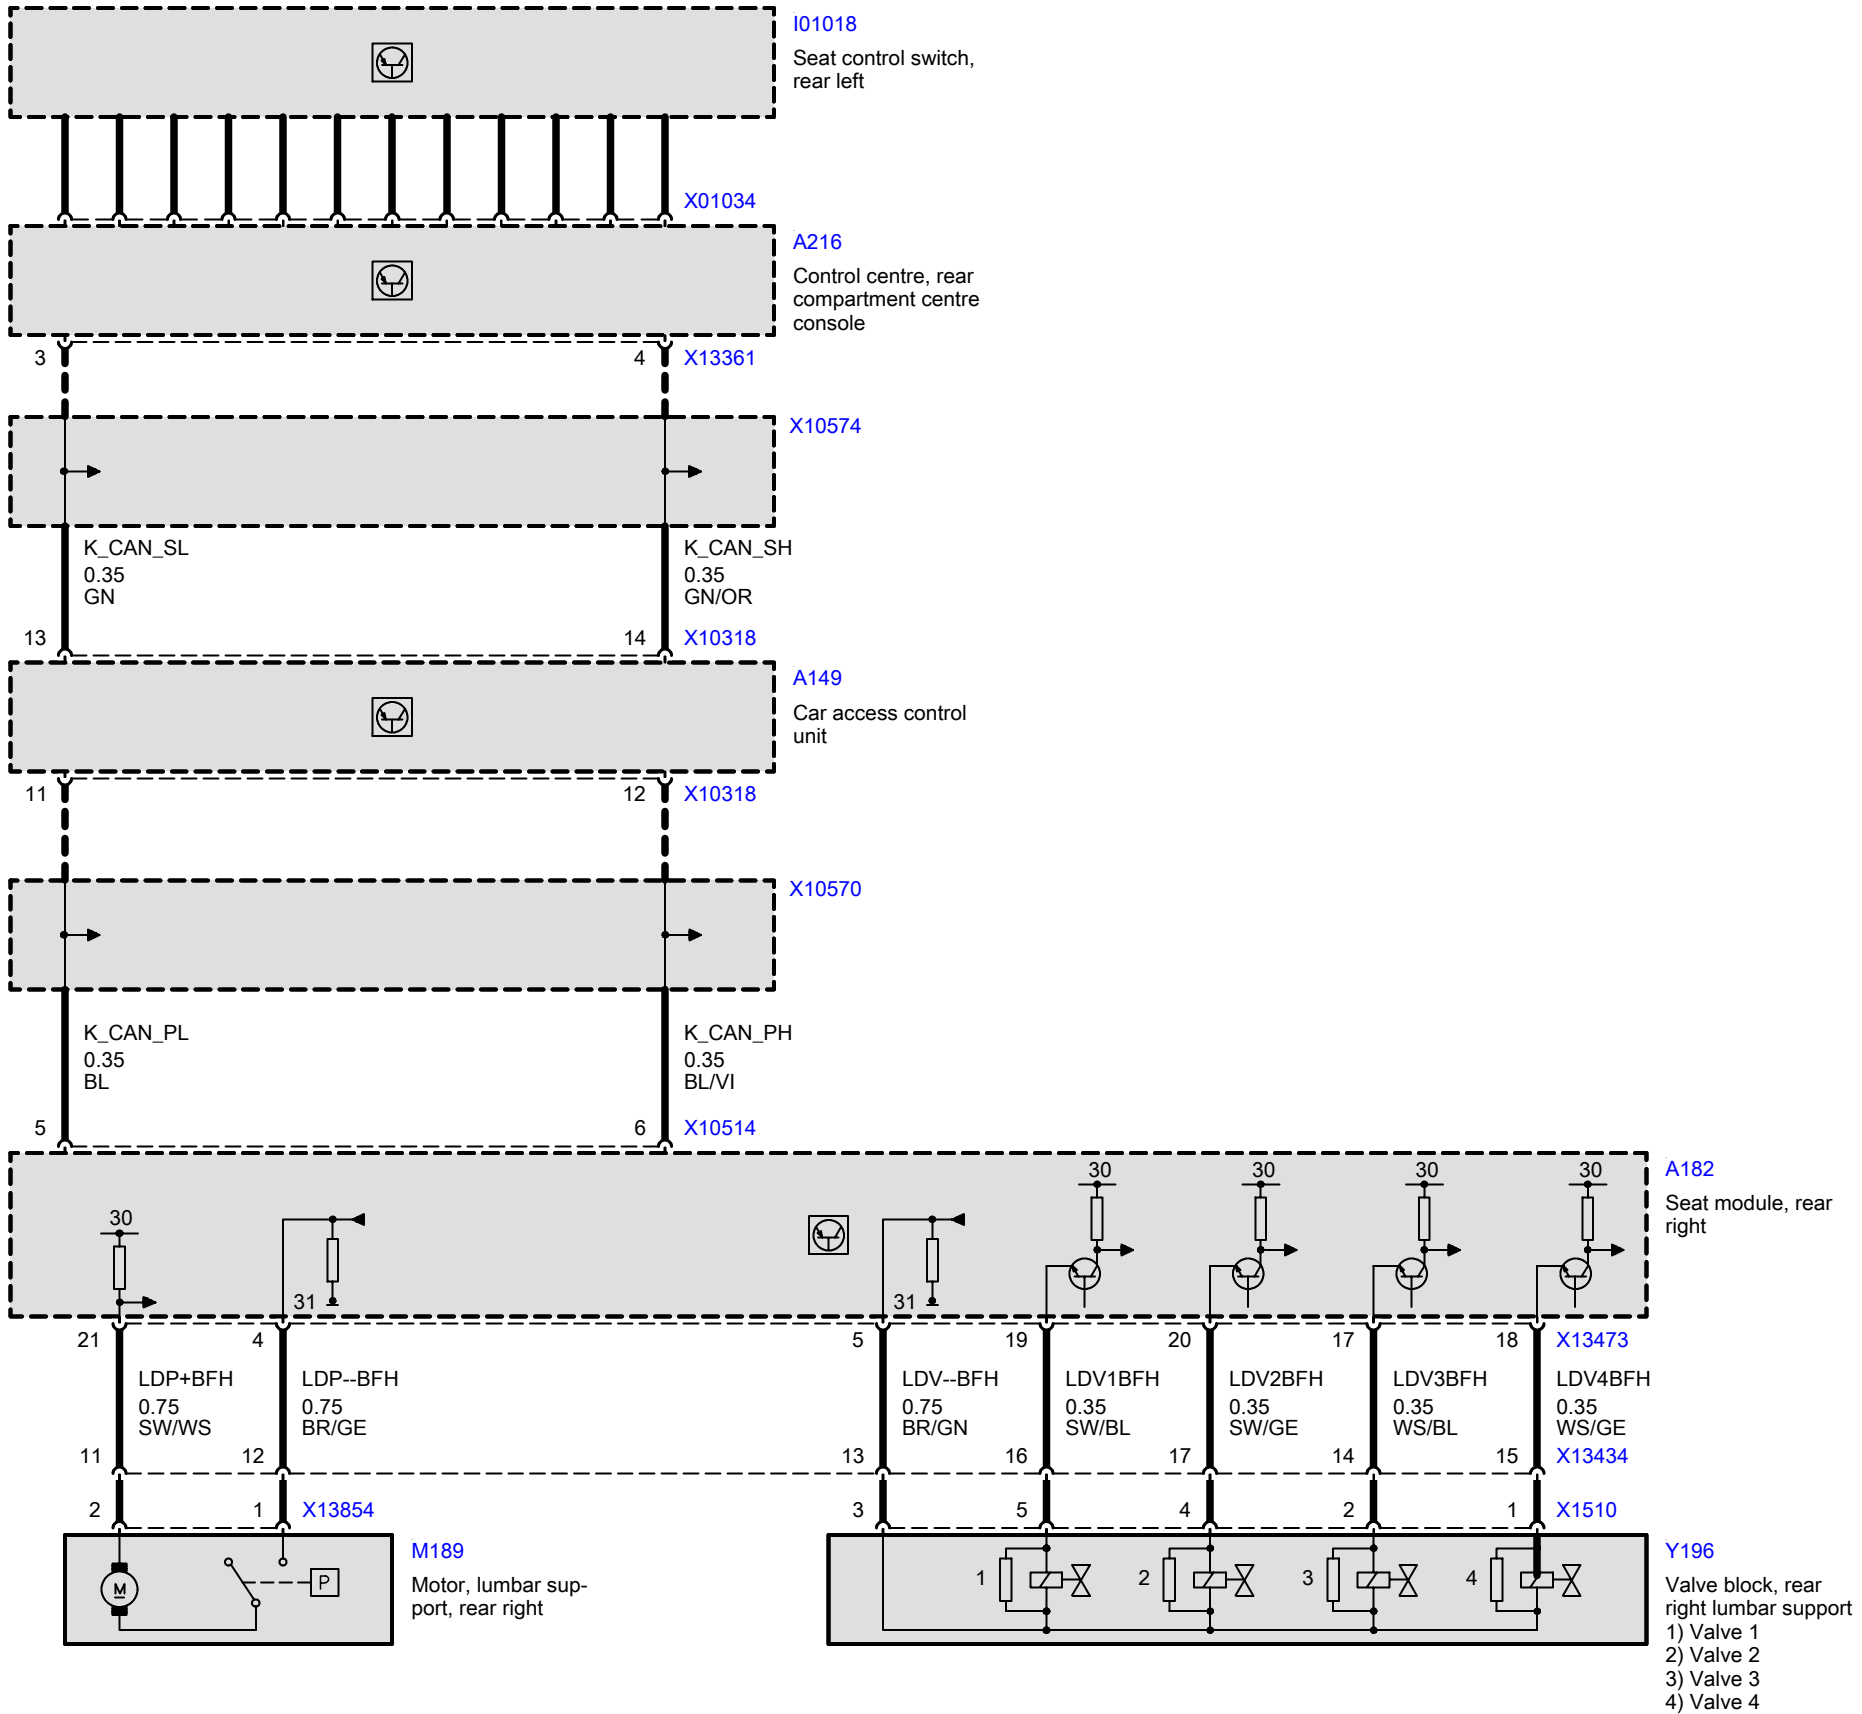 I01018
Seat control switch,
rear left
X01034
A216
Control centre, rear
compartment centre
console
3 4 X13361
X10574
K_CAN_SL K_CAN_SH
0.35 0.35
GN GN/OR
13 14 X10318
A149
Car access control
unit
11 12 X10318
X10570
K_CAN_PL K_CAN_PH
0.35 0.35
BL BL/VI
5 6 X10514
A182
Seat module, rear
right
30 30 30 30
30
31 31
21 4 5 19 20 17 18 X13473
LDP+BFH LDP--BFH LDV--BFH LDV1BFH LDV2BFH LDV3BFH LDV4BFH
0.75 0.75 0.75 0.35 0.35 0.35 0.35
SW/WS BR/GE BR/GN SW/BL SW/GE WS/BL WS/GE
11 12 13 16 17 14 15 X13434
2 1 X13854 3 5 4 2 1 X1510
M189
Motor, lumbar sup-
port, rear right
M P
1 2 3 4
Y196
Valve block, rear
right lumbar support
1) Valve 1
2) Valve 2
3) Valve 3
4) Valve 4